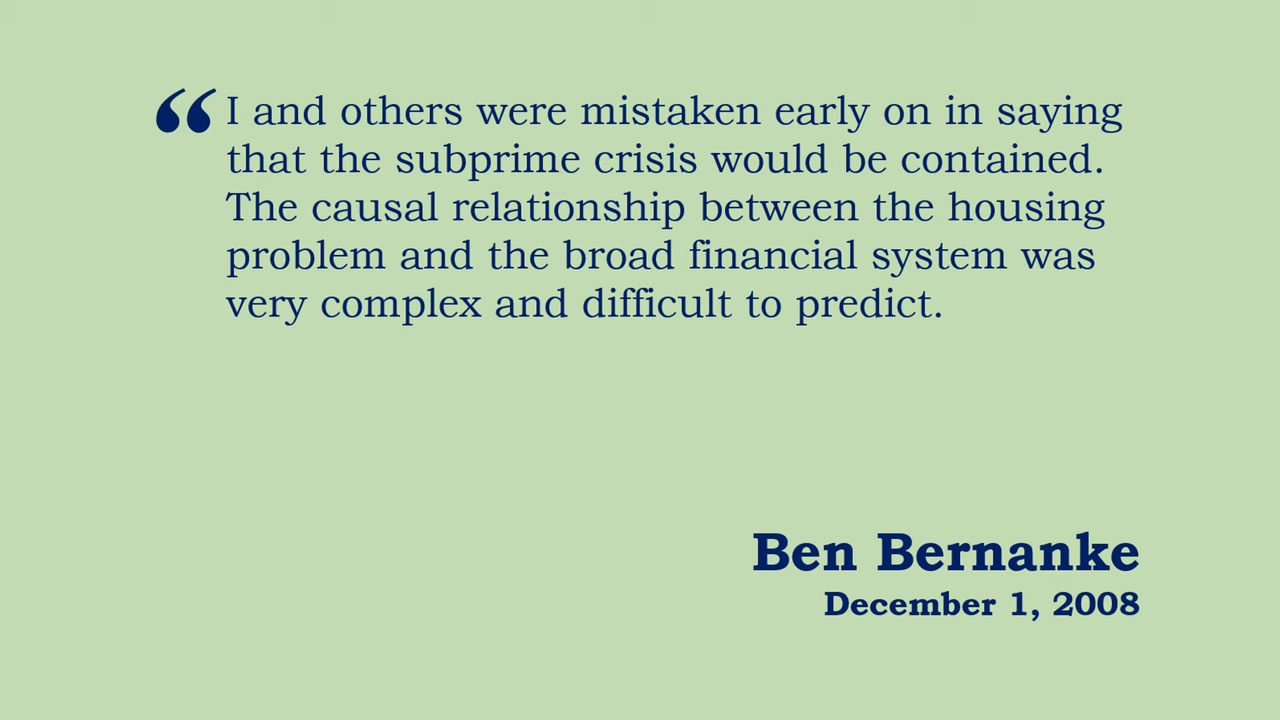 “I and others were mistaken early on in saying
that the subprime crisis would be contained.
The causal relationship between the housing
problem and the broad financial system was
very complex and difficult to predict.
Ben Bernanke
December 1, 2008